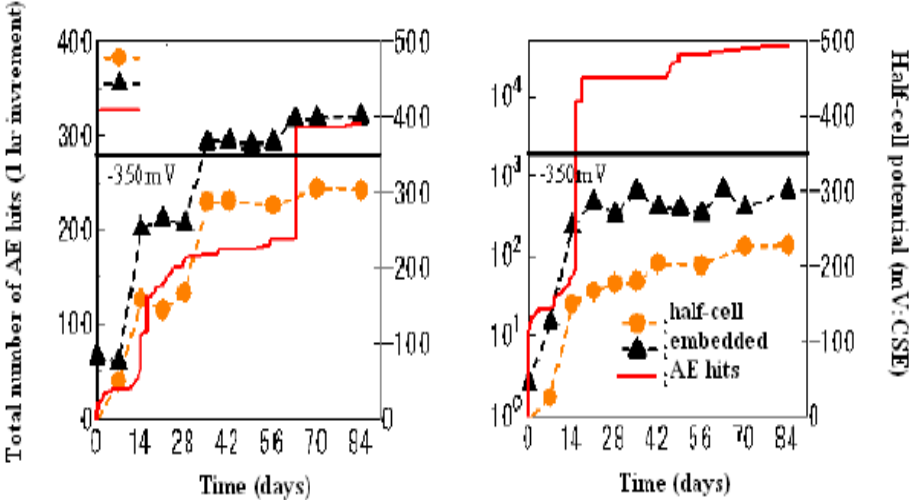 Total number of AE hits (1 hr invrement)
400
300
200
100
0
-500
-400
-300
-200
-100
0
-350mV
0 14 28 42 56 70 84
Time (days)
10⁴
10³
10²
10¹
10⁰
-500
-400
-300
-200
-100
0
-350mV
half-cell
embedded
AE hits
0 14 28 42 56 70 84
Time (days)
Half-cell potential (mV:CSE)